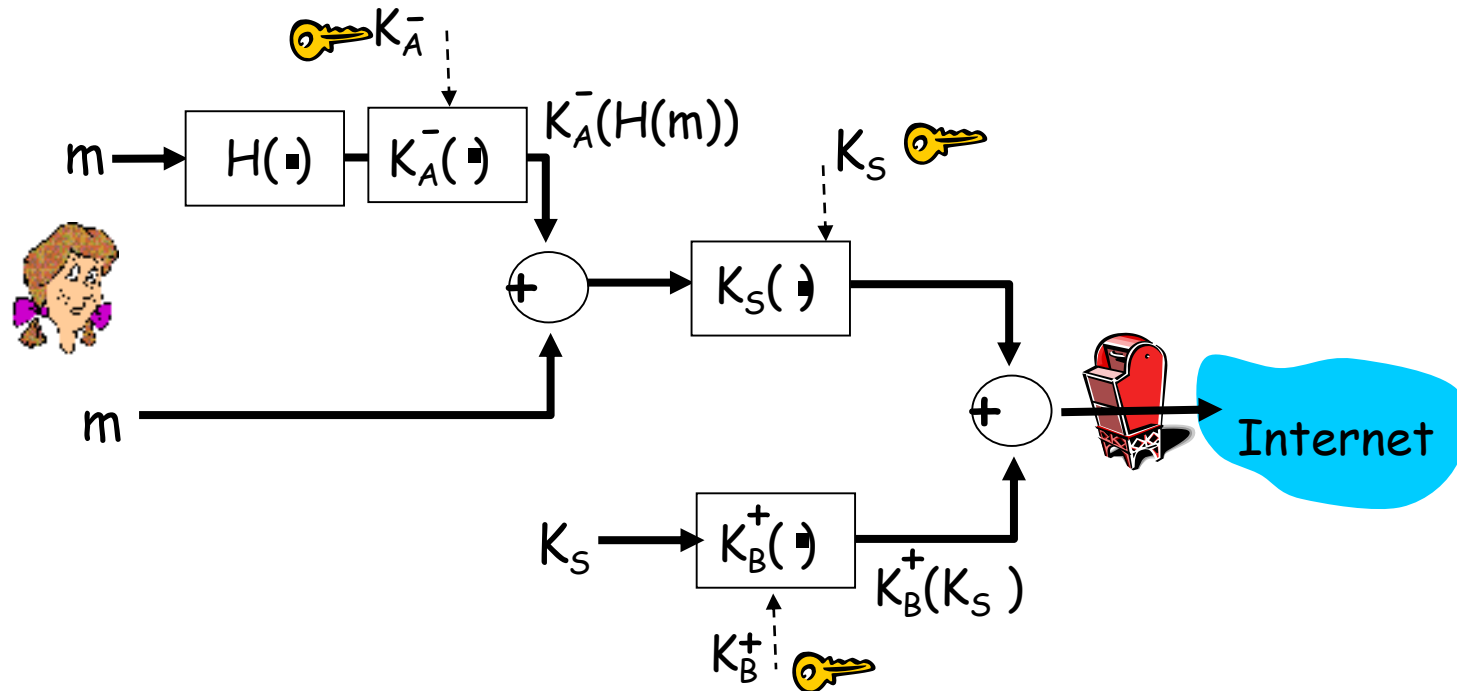 K_A^-
m
H(▪)
K_A^-(▪)
K_A^-(H(m))
K_S
+
K_S(▪)
m
+
Internet
K_S
K_B^+(▪)
K_B^+(K_S )
K_B^+